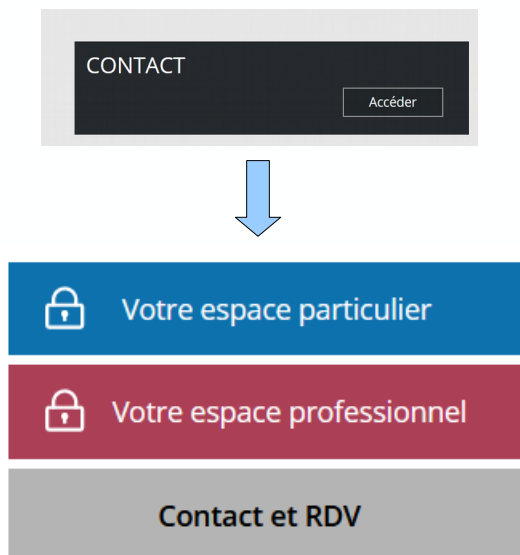 CONTACT
Accéder
Votre espace particulier
Votre espace professionnel
Contact et RDV